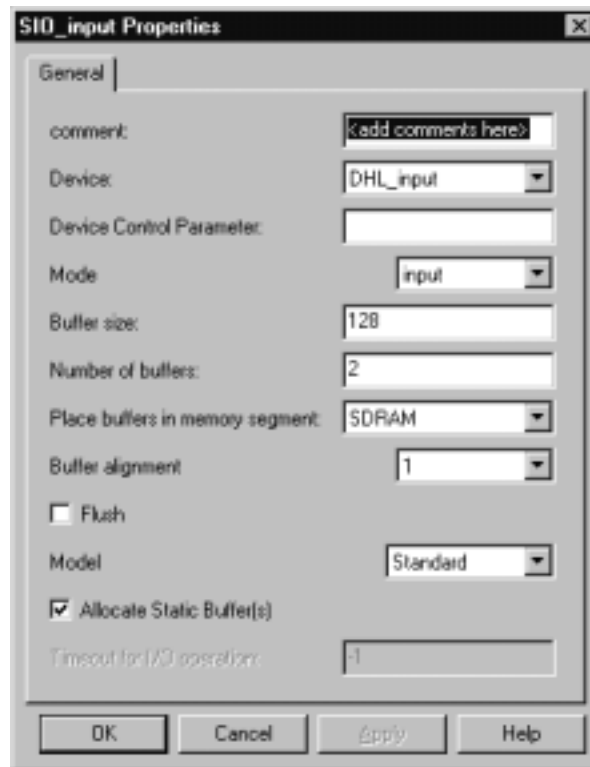 SIO_input Properties
General
comment: <add comments here>
Device: DHL_input
Device Control Parameter:
Mode input
Buffer size: 128
Number of buffers: 2
Place buffers in memory segment: SDRAM
Buffer alignment 1
Flush
Model Standard
Allocate Static Buffer(s)
Timeout for I/O operation: -1
OK Cancel Apply Help